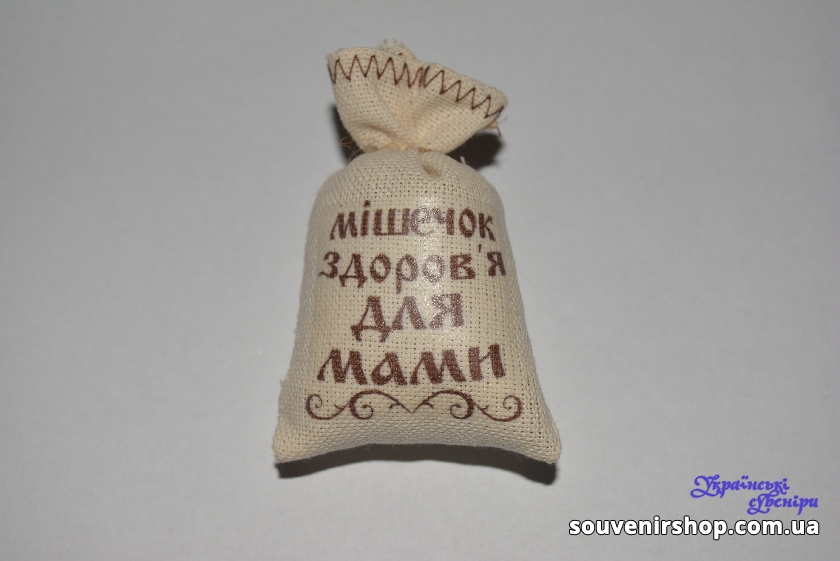 мішечок
здоров'я
для
мами
Українські
сувеніри
souvenirshop.com.ua